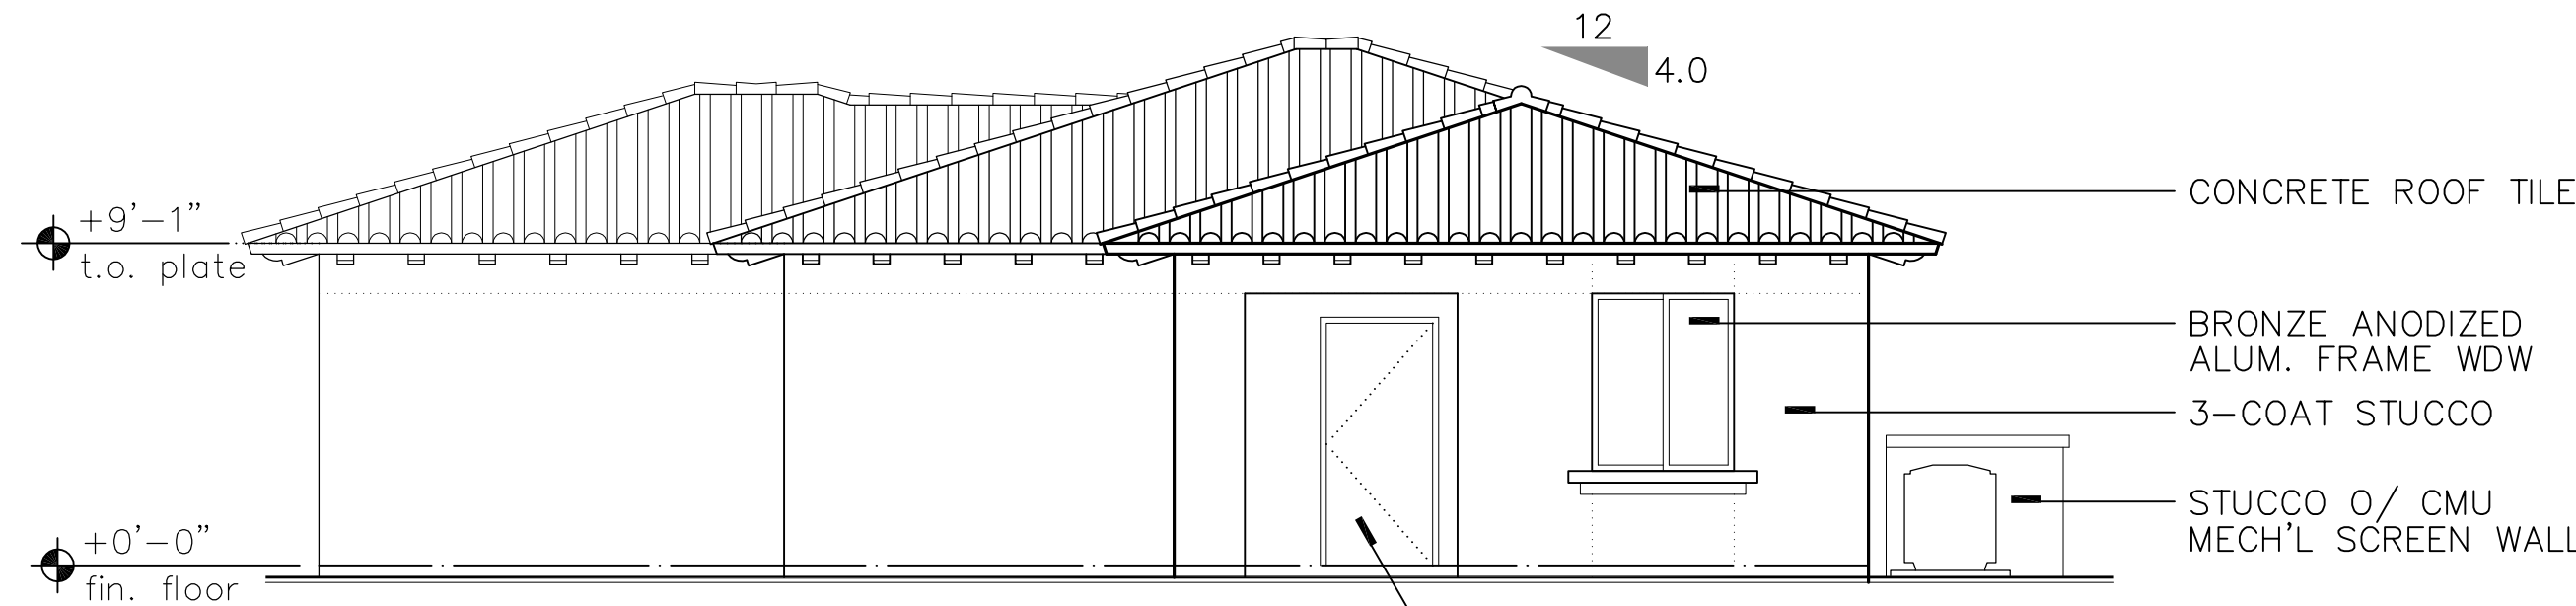 12
4.0
+9'-1"
t.o. plate
CONCRETE ROOF TILE
BRONZE ANODIZED
ALUM. FRAME WDW
3-COAT STUCCO
STUCCO O/ CMU
MECH'L SCREEN WALL
+0'-0"
fin. floor